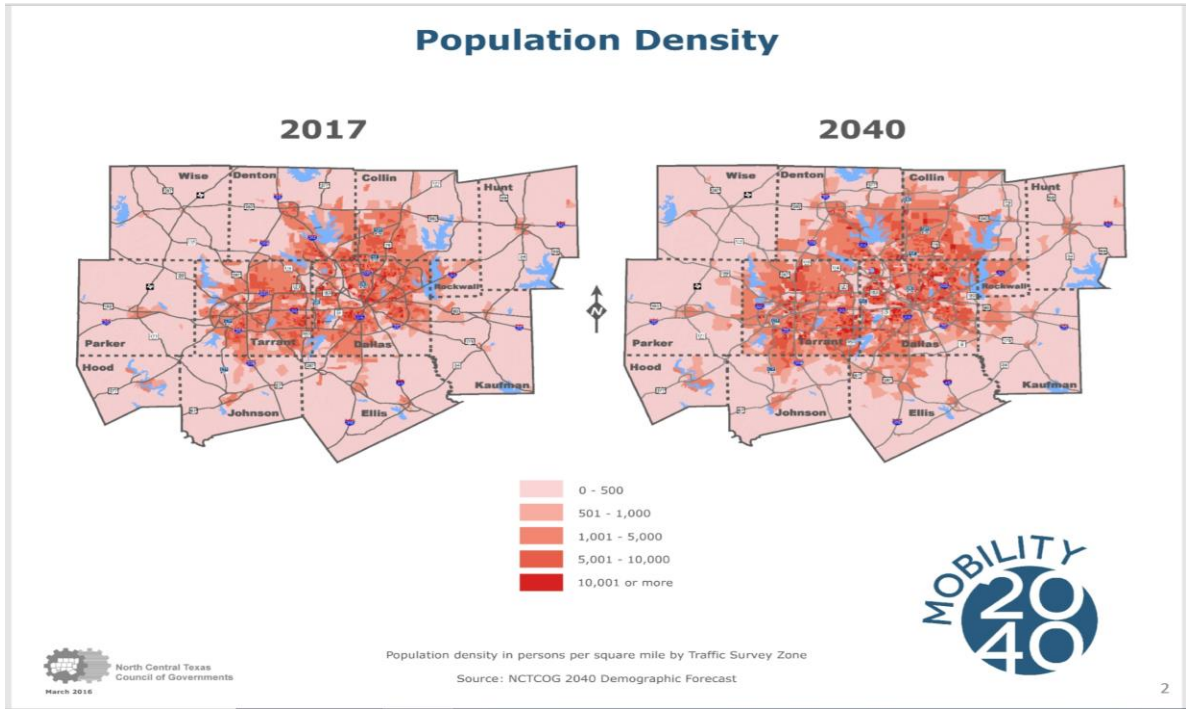 Population Density
2017
2040
Wise
Denton
Collin
Hunt
Rockwall
Parker
Tarrant
Dallas
Hood
Kaufman
Johnson
Ellis
N
Wise
Denton
Collin
Hunt
Rockwall
Parker
Tarrant
Dallas
Hood
Kaufman
Johnson
Ellis
0 - 500
501 - 1,000
1,001 - 5,000
5,001 - 10,000
10,001 or more
MOBILITY
20
40
North Central Texas
Council of Governments
March 2016
Population density in persons per square mile by Traffic Survey Zone
Source: NCTCOG 2040 Demographic Forecast
2